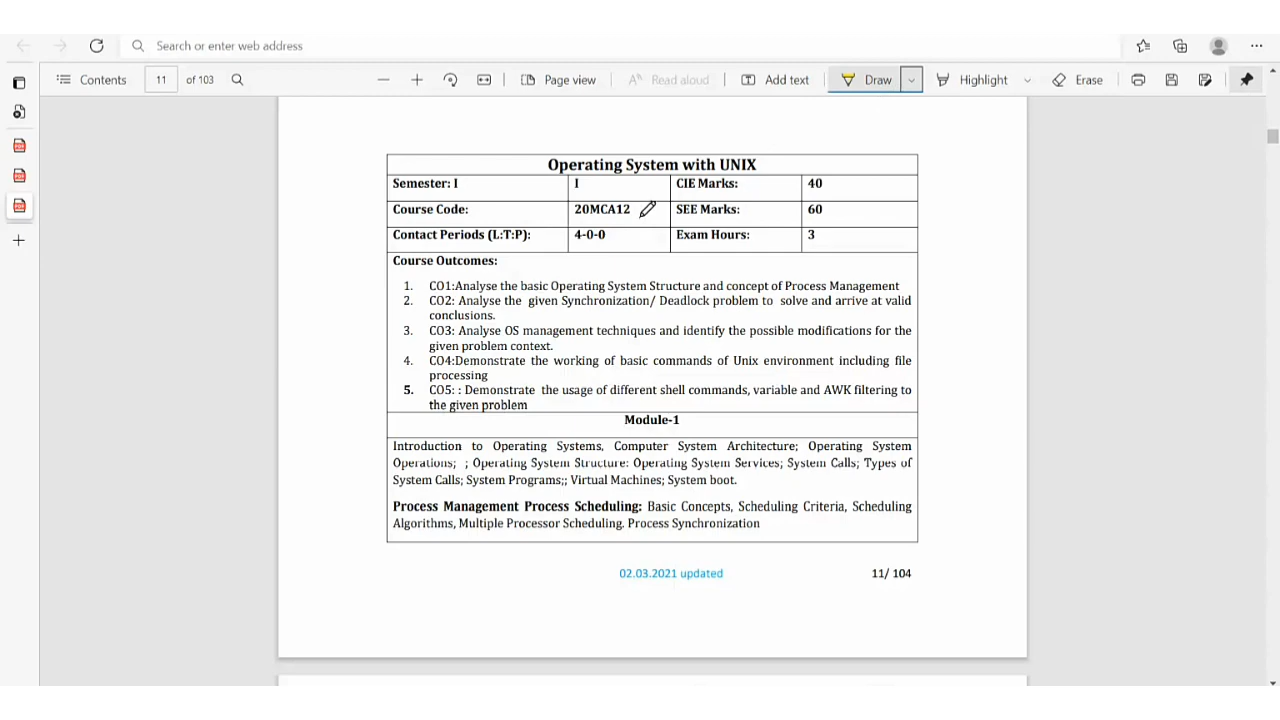 Search or enter web address
Contents 11 of 103 Page view Read aloud Add text Draw Highlight Erase
Operating System with UNIX
Semester: I I CIE Marks: 40
Course Code: 20MCA12 SEE Marks: 60
Contact Periods (L:T:P): 4-0-0 Exam Hours: 3
Course Outcomes:
1. CO1:Analyse the basic Operating System Structure and concept of Process Management
2. CO2: Analyse the given Synchronization/ Deadlock problem to solve and arrive at valid
conclusions.
3. CO3: Analyse OS management techniques and identify the possible modifications for the
given problem context.
4. CO4:Demonstrate the working of basic commands of Unix environment including file
processing
5. CO5: : Demonstrate the usage of different shell commands, variable and AWK filtering to
the given problem
Module-1
Introduction to Operating Systems, Computer System Architecture; Operating System
Operations; ; Operating System Structure: Operating System Services; System Calls; Types of
System Calls; System Programs;; Virtual Machines; System boot.
Process Management Process Scheduling: Basic Concepts, Scheduling Criteria, Scheduling
Algorithms, Multiple Processor Scheduling. Process Synchronization
02.03.2021 updated 11/ 104